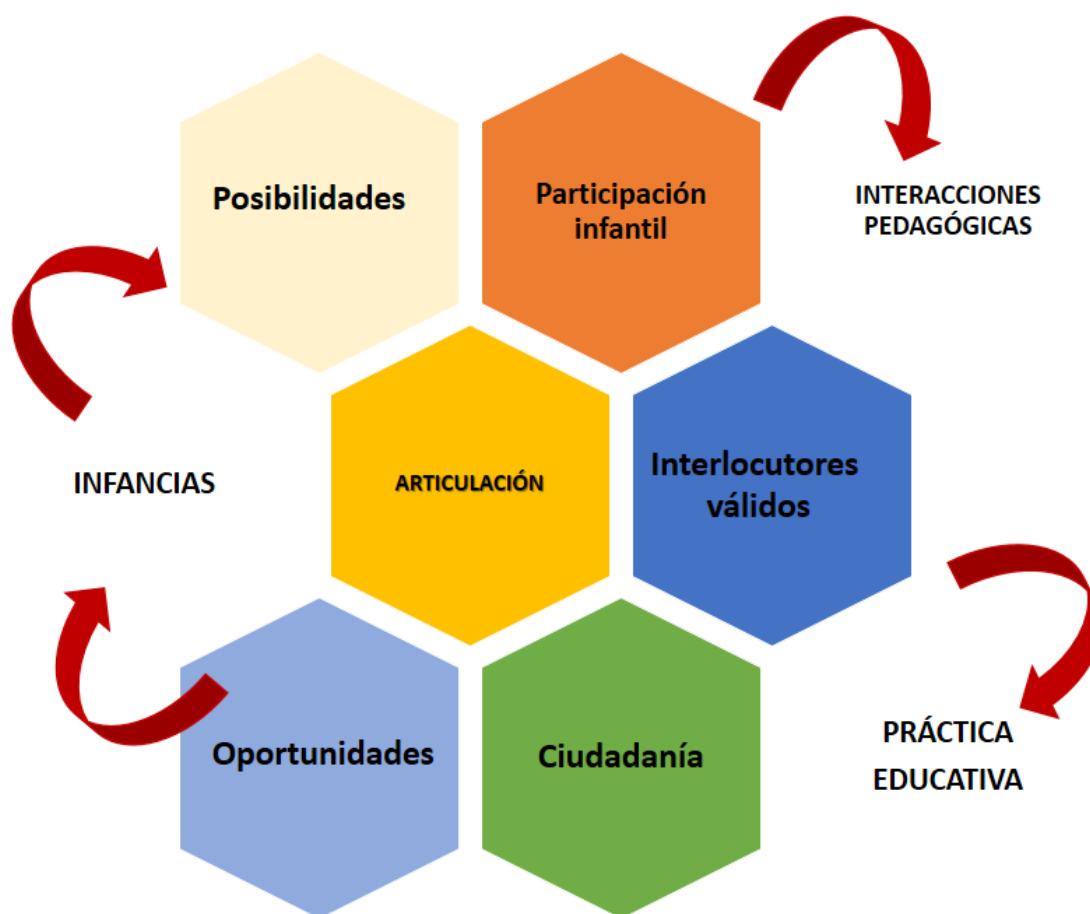 Posibilidades
Participación
infantil
INTERACCIONES
PEDAGÓGICAS
INFANCIAS
ARTICULACIÓN
Interlocutores
válidos
Oportunidades
Ciudadanía
PRÁCTICA
EDUCATIVA